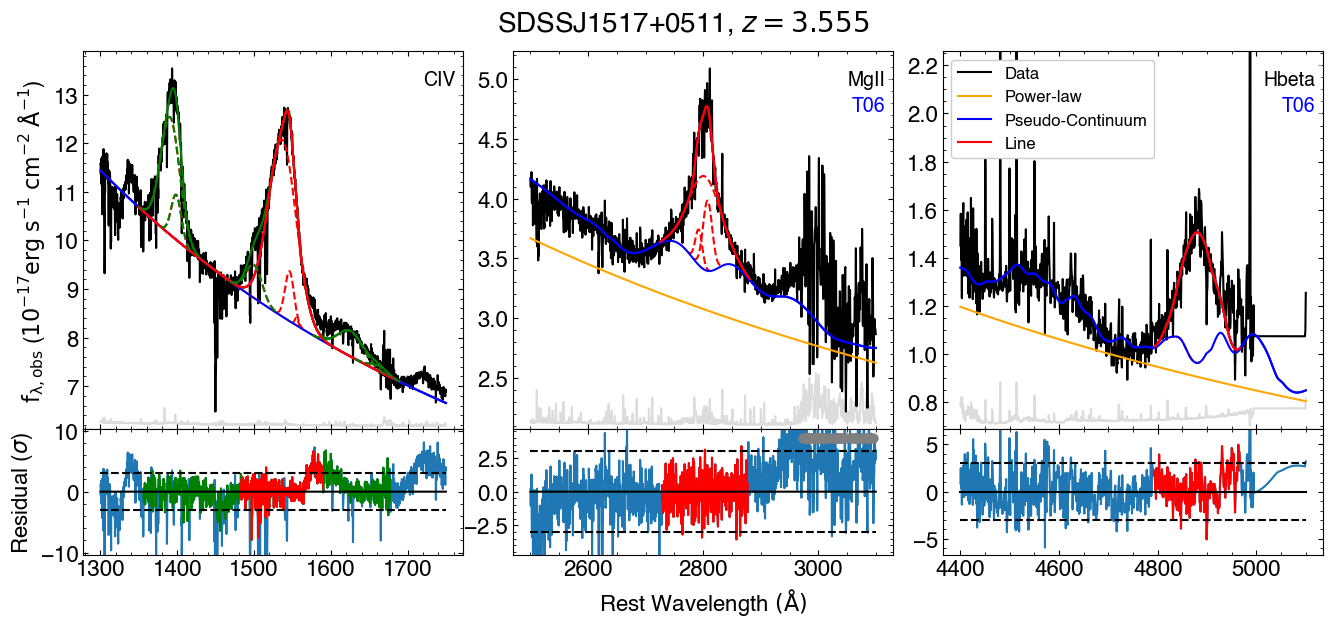 SDSSJ1517+0511, z = 3.555
f_λ,obs (10⁻¹⁷erg s⁻¹ cm⁻² Å⁻¹)
13
12
11
10
9
8
7
CIV
5.0
4.5
4.0
3.5
3.0
2.5
MgII
T06
2.2
2.0
1.8
1.6
1.4
1.2
1.0
0.8
Data
Power-law
Pseudo-Continuum
Line
Hbeta
T06
Residual (σ)
10
0
−10
2.5
0.0
−2.5
5
0
−5
1300 1400 1500 1600 1700
2600 2800 3000
4400 4600 4800 5000
Rest Wavelength (Å)